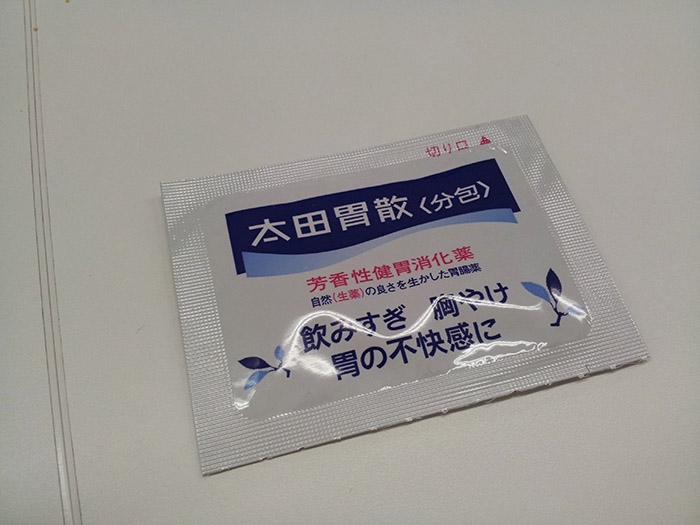 切り口
太田胃散〈分包〉
芳香性健胃消化薬
自然(生薬)の良さを生かした胃腸薬
飲みすぎ 胸やけ
胃の不快感に